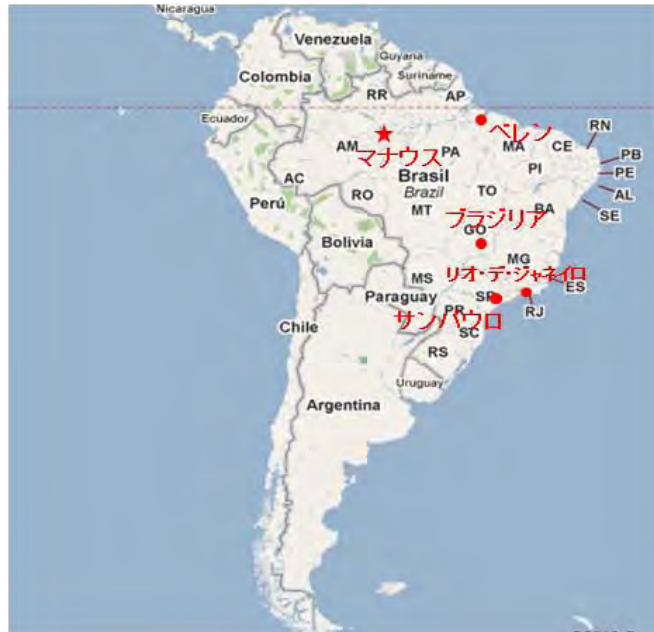 Nicaragua
Venezuela
Guyana
Suriname
Colombia
RR
AP
Ecuador
ベレン
RN
AM
マナウス
PA
MA
CE
PB
Brasil
Brazil
PI
PE
AC
RO
TO
AL
Perú
MT
BA
SE
ブラジリア
GO
Bolivia
MG
MS
リオ・デ・ジャネイロ
ES
Paraguay
SP
RJ
PR
サンパウロ
Chile
SC
RS
Uruguay
Argentina